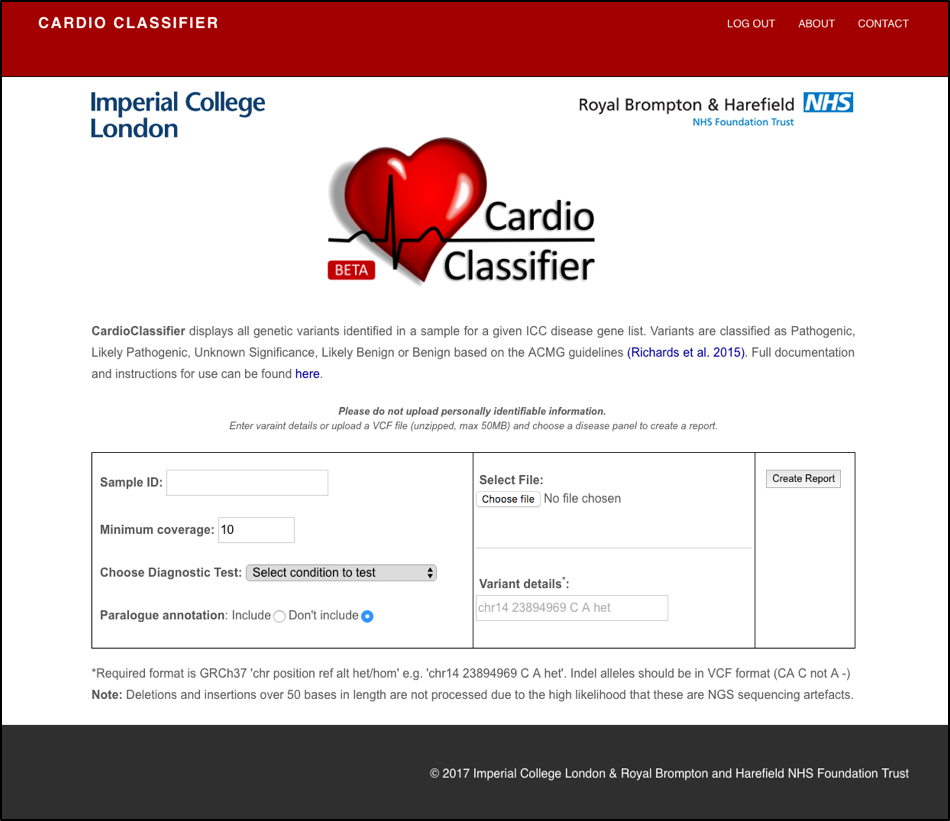 CARDIO CLASSIFIER
LOG OUT ABOUT CONTACT
Imperial College
London
Royal Brompton & Harefield NHS
NHS Foundation Trust
Cardio
Classifier
BETA
CardioClassifier displays all genetic variants identified in a sample for a given ICC disease gene list. Variants are classified as Pathogenic,
Likely Pathogenic, Unknown Significance, Likely Benign or Benign based on the ACMG guidelines (Richards et al. 2015). Full documentation
and instructions for use can be found here.
Please do not upload personally identifiable information.
Enter varaint details or upload a VCF file (unzipped, max 50MB) and choose a disease panel to create a report.
Sample ID:
Minimum coverage: 10
Choose Diagnostic Test: Select condition to test
Paralogue annotation: Include Don't include
Select File:
Choose file No file chosen
Variant details*:
chr14 23894969 C A het
Create Report
*Required format is GRCh37 'chr position ref alt het/hom' e.g. 'chr14 23894969 C A het'. Indel alleles should be in VCF format (CA C not A -)
Note: Deletions and insertions over 50 bases in length are not processed due to the high likelihood that these are NGS sequencing artefacts.
© 2017 Imperial College London & Royal Brompton and Harefield NHS Foundation Trust